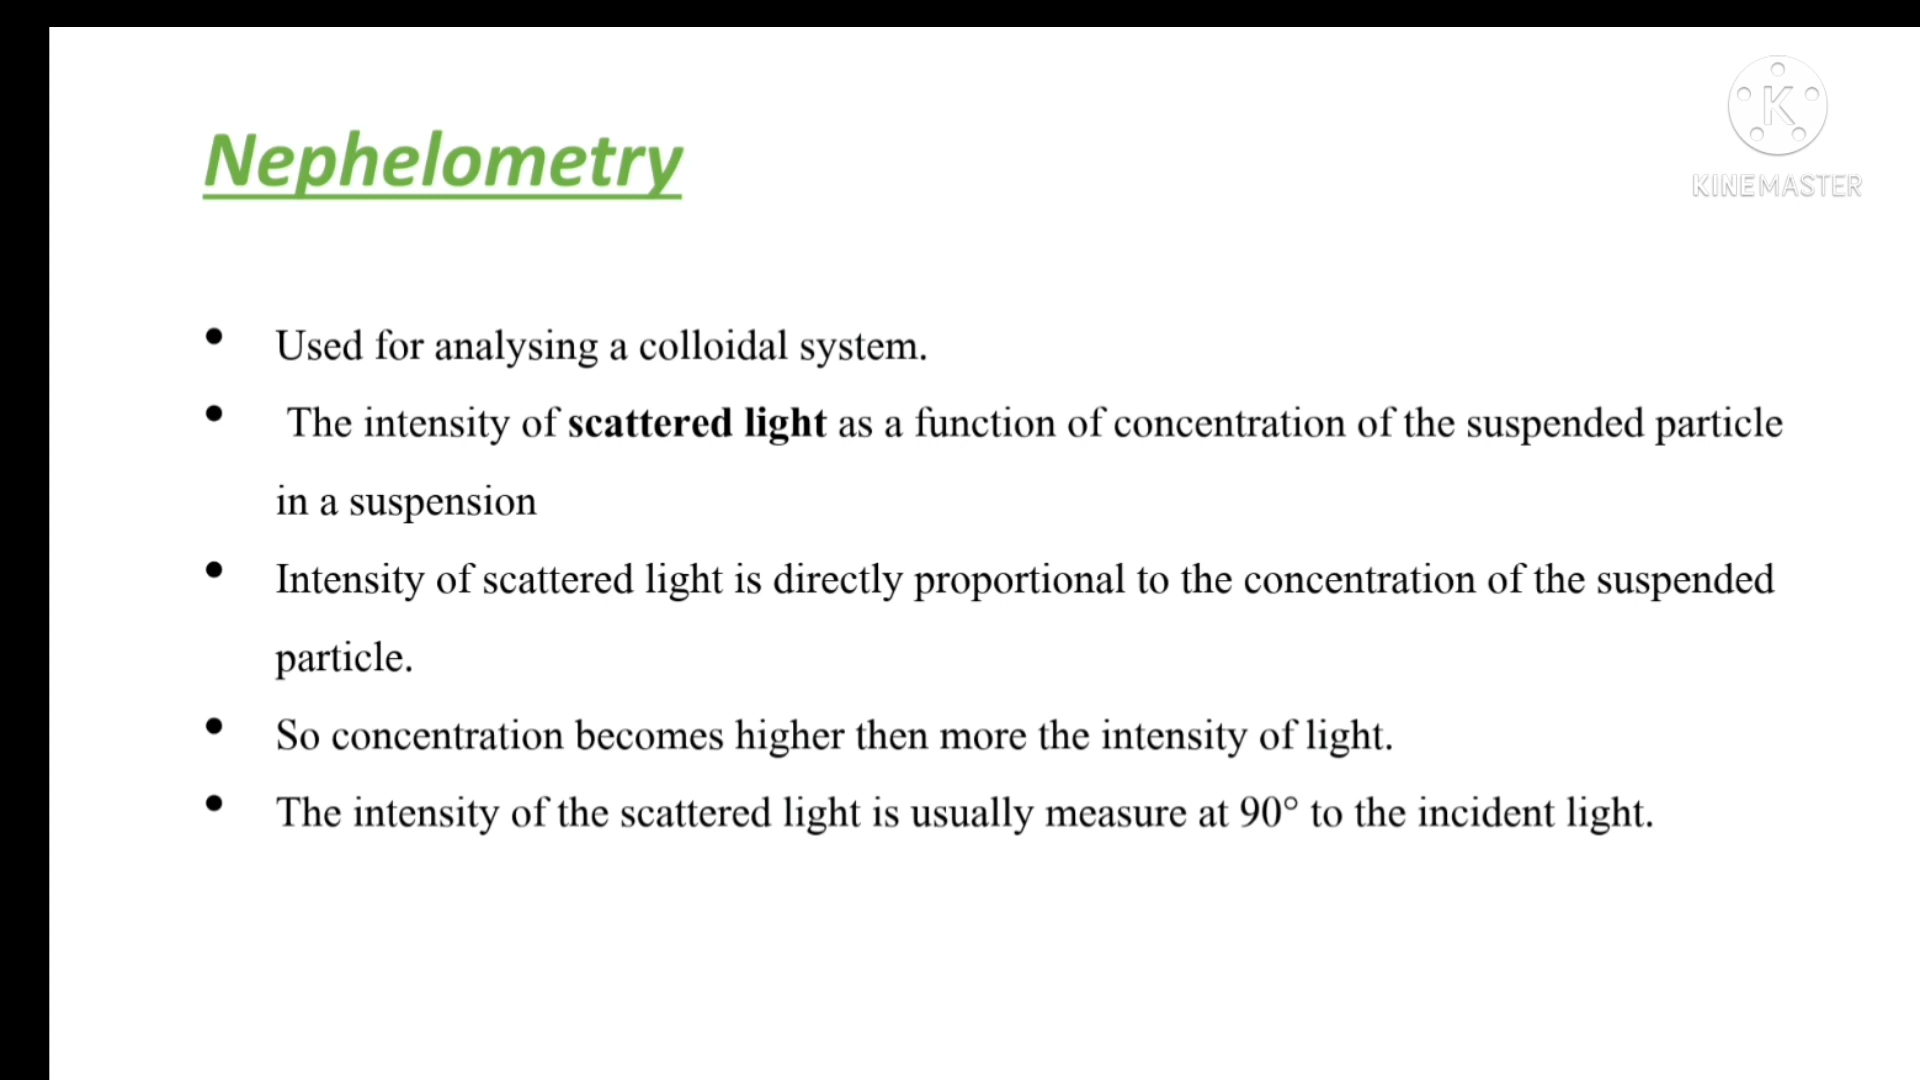 KINEMASTER
Nephelometry
• Used for analysing a colloidal system.
• The intensity of scattered light as a function of concentration of the suspended particle
in a suspension
• Intensity of scattered light is directly proportional to the concentration of the suspended
particle.
• So concentration becomes higher then more the intensity of light.
• The intensity of the scattered light is usually measure at 90° to the incident light.